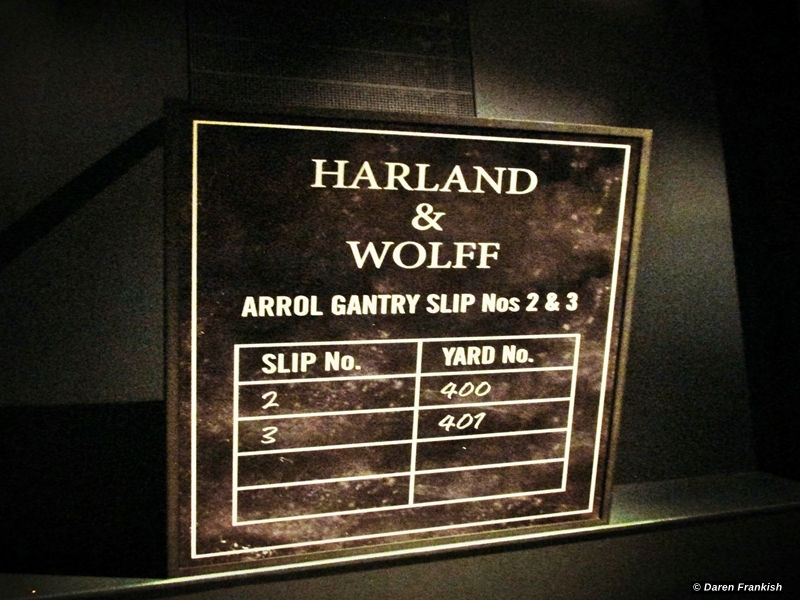 HARLAND
&
WOLFF
ARROL GANTRY SLIP Nos 2 & 3
SLIP No. YARD No.
2 400
3 401
© Daren Frankish